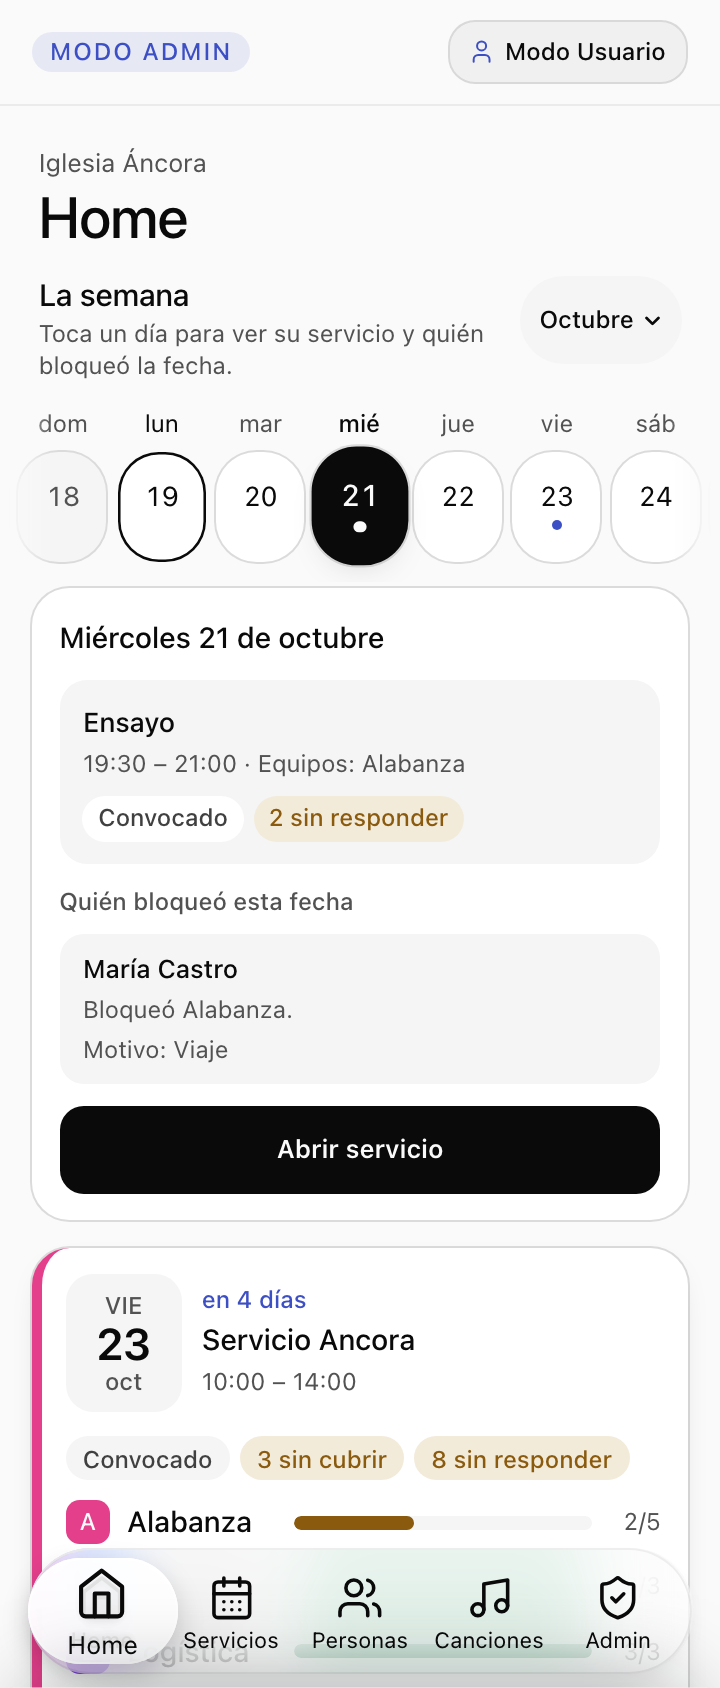 MODO ADMIN
Modo Usuario
Iglesia Áncora
Home
La semana
Toca un día para ver su servicio y quién
bloqueó la fecha.
Octubre
dom lun mar mié jue vie sáb
18 19 20 21 22 23 24
Miércoles 21 de octubre
Ensayo
19:30 – 21:00 · Equipos: Alabanza
Convocado 2 sin responder
Quién bloqueó esta fecha
María Castro
Bloqueó Alabanza.
Motivo: Viaje
Abrir servicio
VIE
23
oct
en 4 días
Servicio Ancora
10:00 – 14:00
Convocado 3 sin cubrir 8 sin responder
A Alabanza 2/5
Home Servicios Personas Canciones Admin
3/3